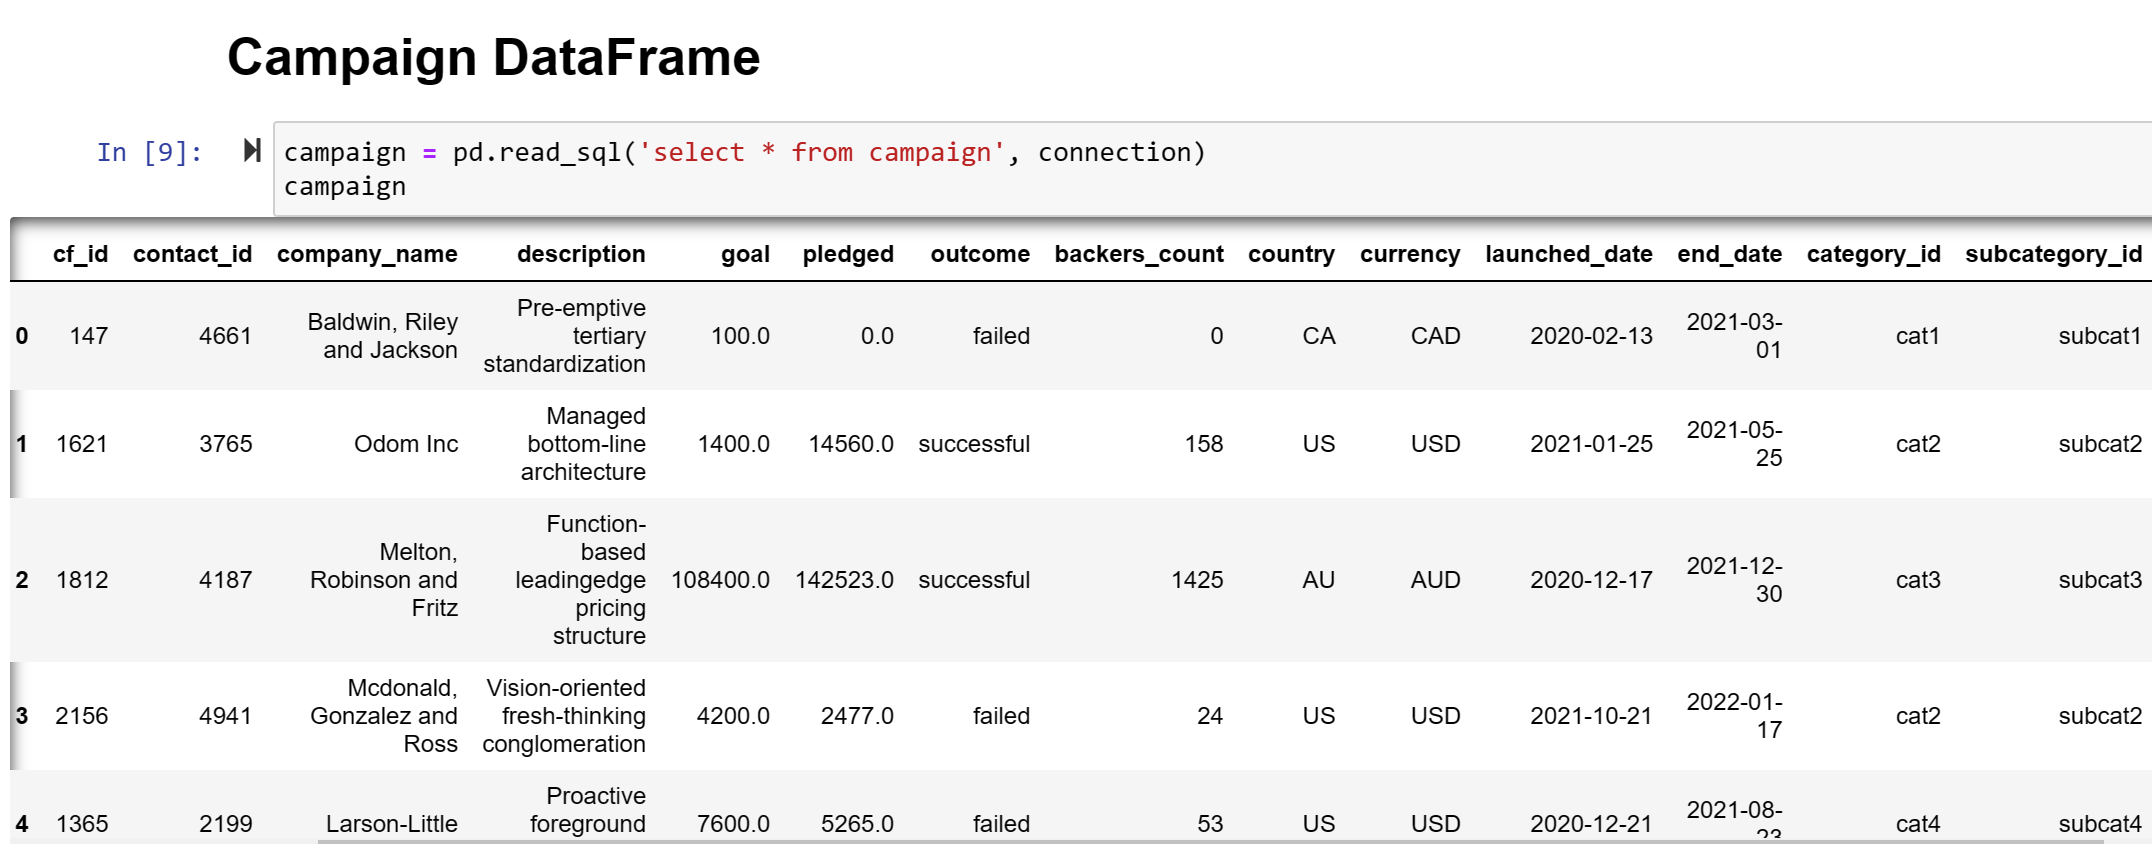 Campaign DataFrame
In [9]:
campaign = pd.read_sql('select * from campaign', connection)
campaign
cf_id contact_id company_name description goal pledged outcome backers_count country currency launched_date end_date category_id subcategory_id
0 147 4661 Baldwin, Riley and Jackson Pre-emptive tertiary standardization 100.0 0.0 failed 0 CA CAD 2020-02-13 2021-03-01 cat1 subcat1
1 1621 3765 Odom Inc Managed bottom-line architecture 1400.0 14560.0 successful 158 US USD 2021-01-25 2021-05-25 cat2 subcat2
2 1812 4187 Melton, Robinson and Fritz Function-based leadingedge pricing structure 108400.0 142523.0 successful 1425 AU AUD 2020-12-17 2021-12-30 cat3 subcat3
3 2156 4941 Mcdonald, Gonzalez and Ross Vision-oriented fresh-thinking conglomeration 4200.0 2477.0 failed 24 US USD 2021-10-21 2022-01-17 cat2 subcat2
4 1365 2199 Larson-Little Proactive foreground 7600.0 5265.0 failed 53 US USD 2020-12-21 2021-08-23 cat4 subcat4